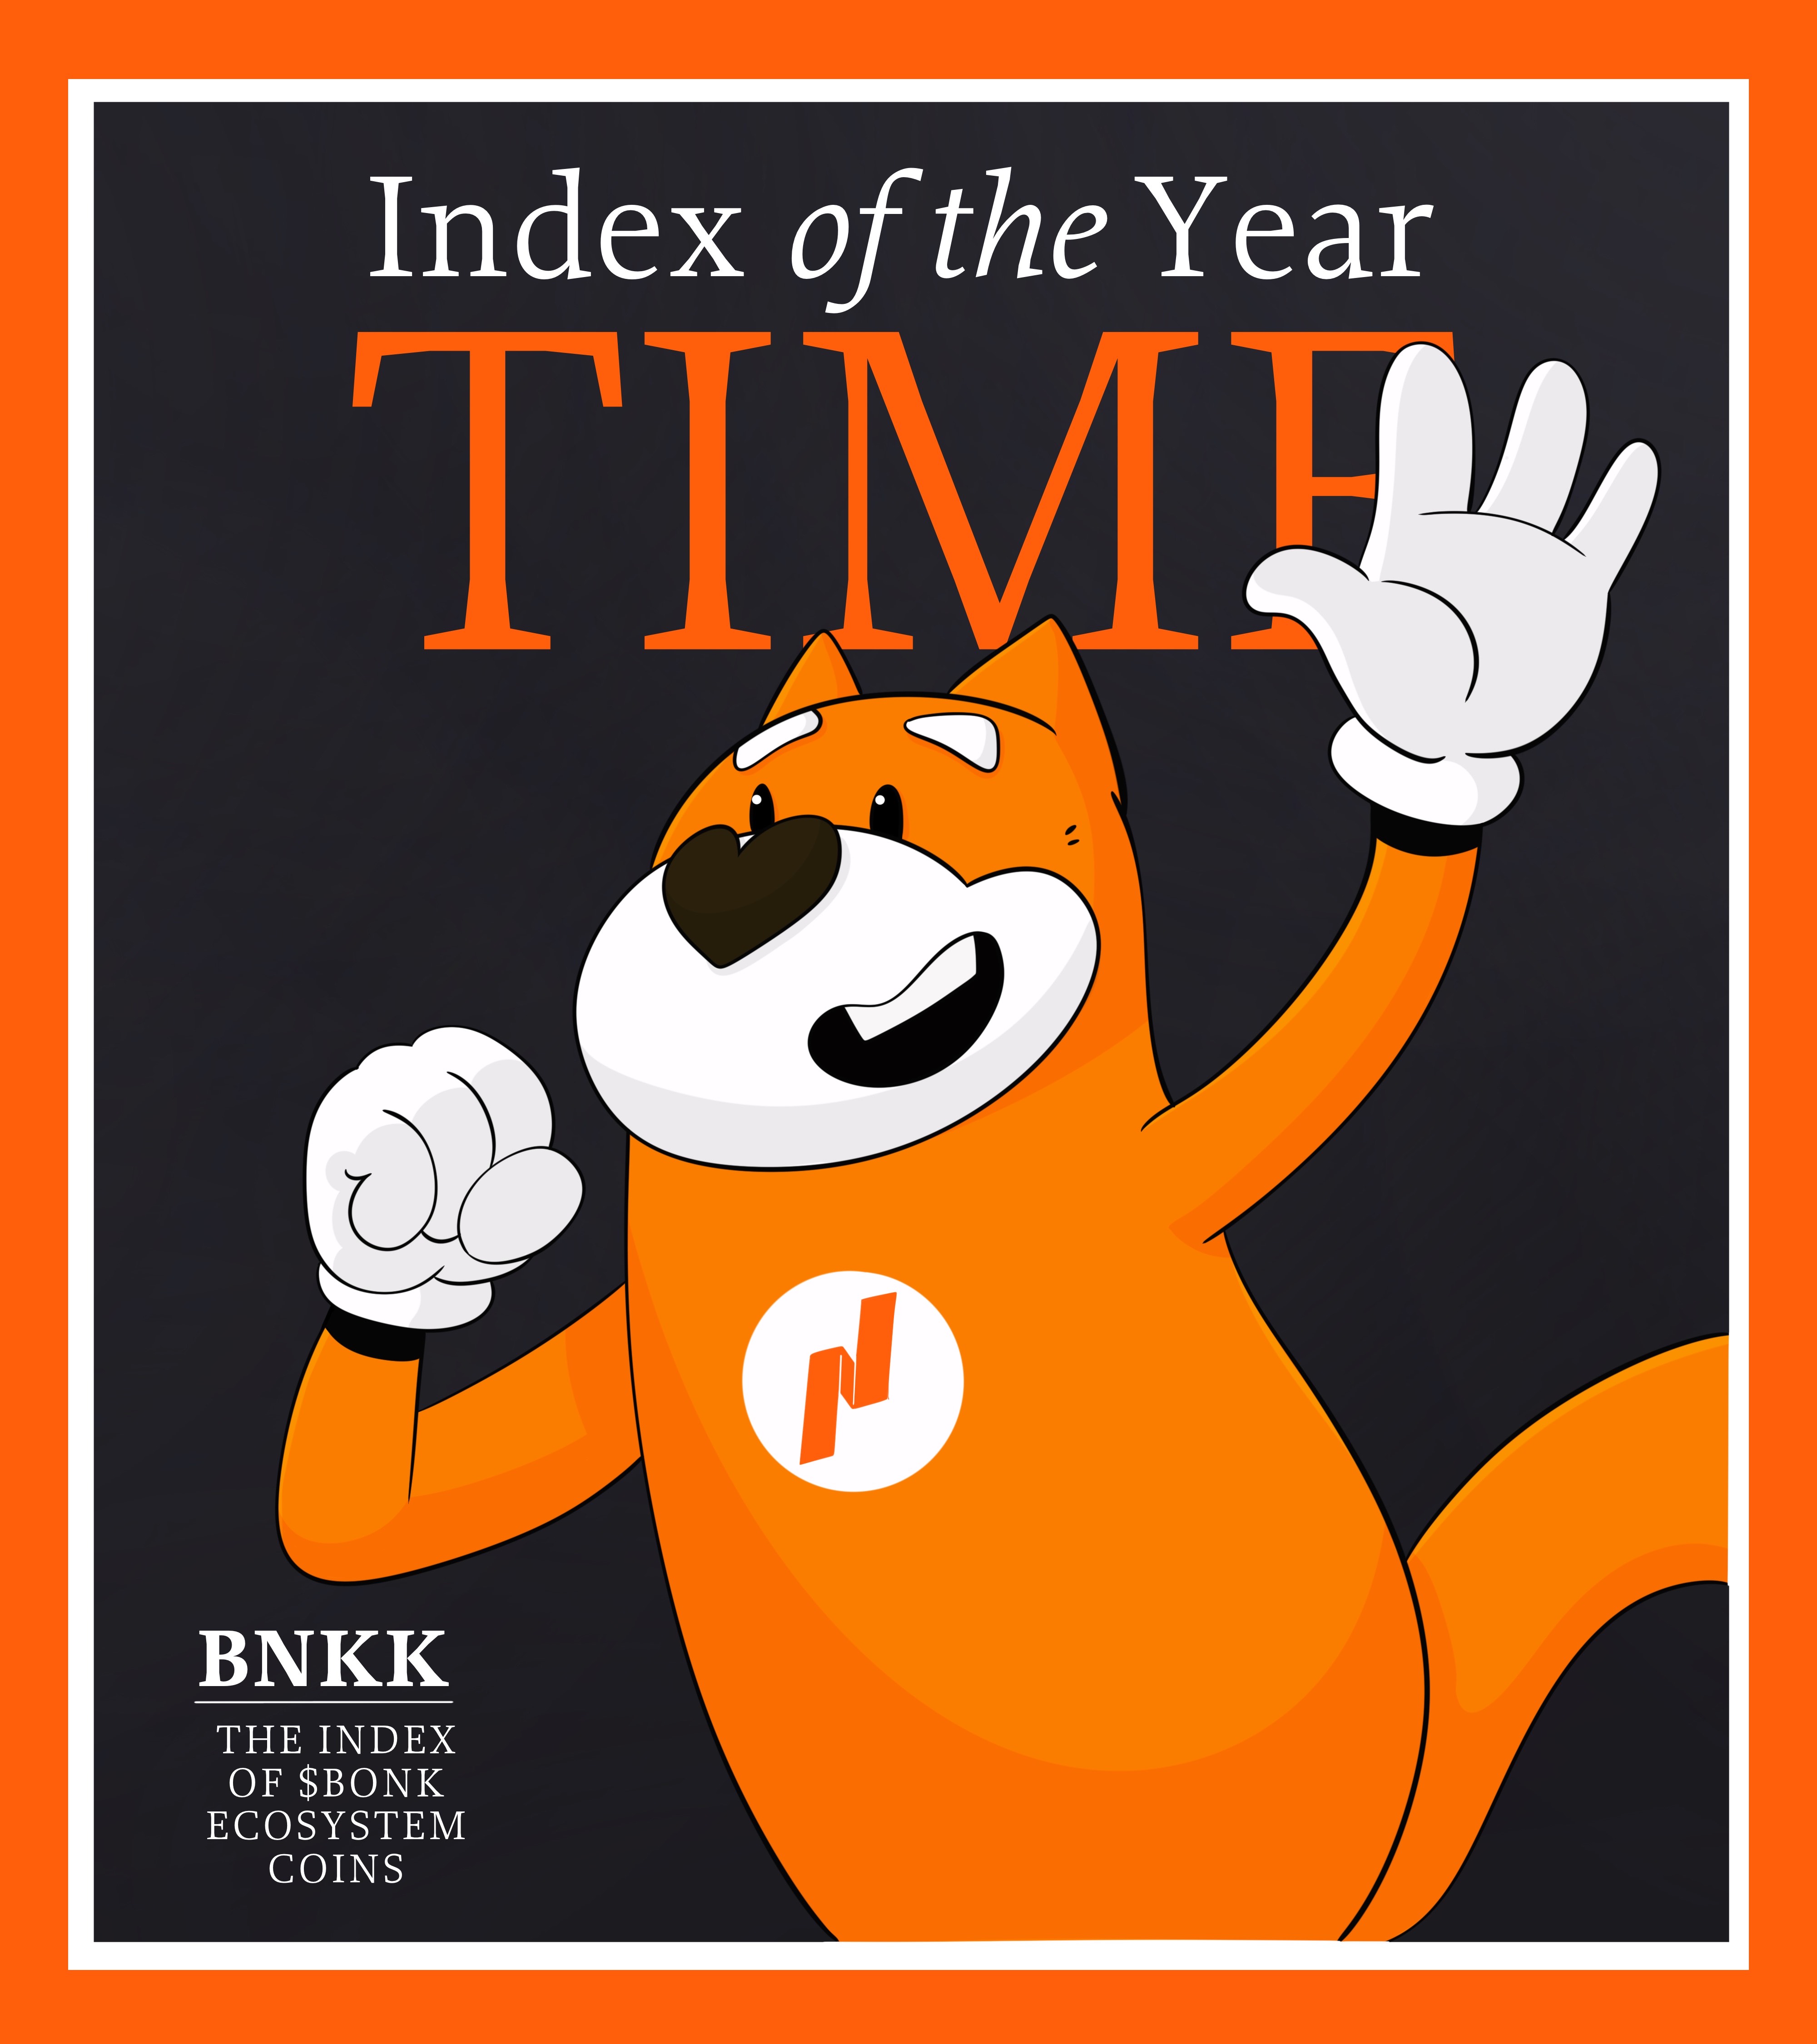 Index of the Year
TIME
BNKK
THE INDEX
OF $BONK
ECOSYSTEM
COINS